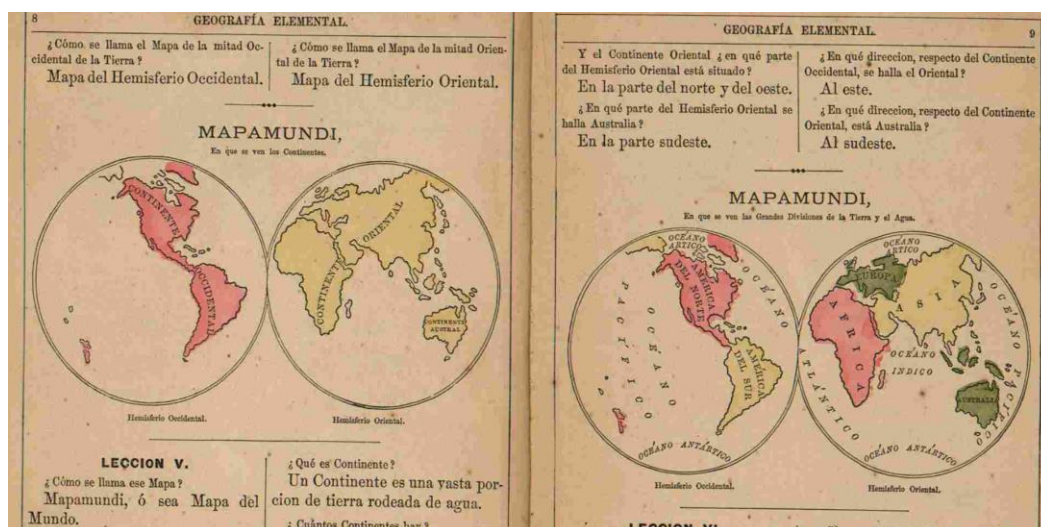 8
GEOGRAFÍA ELEMENTAL.
¿Cómo se llama el Mapa de la mitad Oc-
cidental de la Tierra?
Mapa del Hemisferio Occidental.
¿Cómo se llama el Mapa de la mitad Orien-
tal de la Tierra?
Mapa del Hemisferio Oriental.
MAPAMUNDI,
En que se ven los Continentes.
CONTINENTE
OCCIDENTAL
CONTINENTE
ORIENTAL
CONTINENTE
AUSTRAL
Hemisferio Occidental.
Hemisferio Oriental.
LECCION V.
¿Cómo se llama ese Mapa?
Mapamundi, ó sea Mapa del
Mundo.
¿Qué es Continente?
Un Continente es una vasta por-
cion de tierra rodeada de agua.
¿Cuántos Continentes hay?
GEOGRAFÍA ELEMENTAL.
9
Y el Continente Oriental ¿en qué parte
del Hemisferio Oriental está situado?
En la parte del norte y del oeste.
¿En qué parte del Hemisferio Oriental se
halla Australia?
En la parte sudeste.
¿En qué direccion, respecto del Continente
Occidental, se halla el Oriental?
Al este.
¿En qué direccion, respecto del Continente
Oriental, está Australia?
Al sudeste.
MAPAMUNDI,
En que se ven las Grandes Divisiones de la Tierra y el Agua.
OCÉANO
ÁRTICO
AMÉRICA
DEL NORTE
OCÉANO
PACÍFICO
OCÉANO
AMÉRICA
DEL SUR
OCÉANO ANTÁRTICO
OCÉANO
ÁRTICO
EUROPA
ASIA
AFRICA
OCÉANO
INDICO
AUSTRALIA
ATLÁNTICO
OCÉANO PACÍFICO
OCÉANO ANTÁRTICO
Hemisferio Occidental.
Hemisferio Oriental.
LECCION VI.